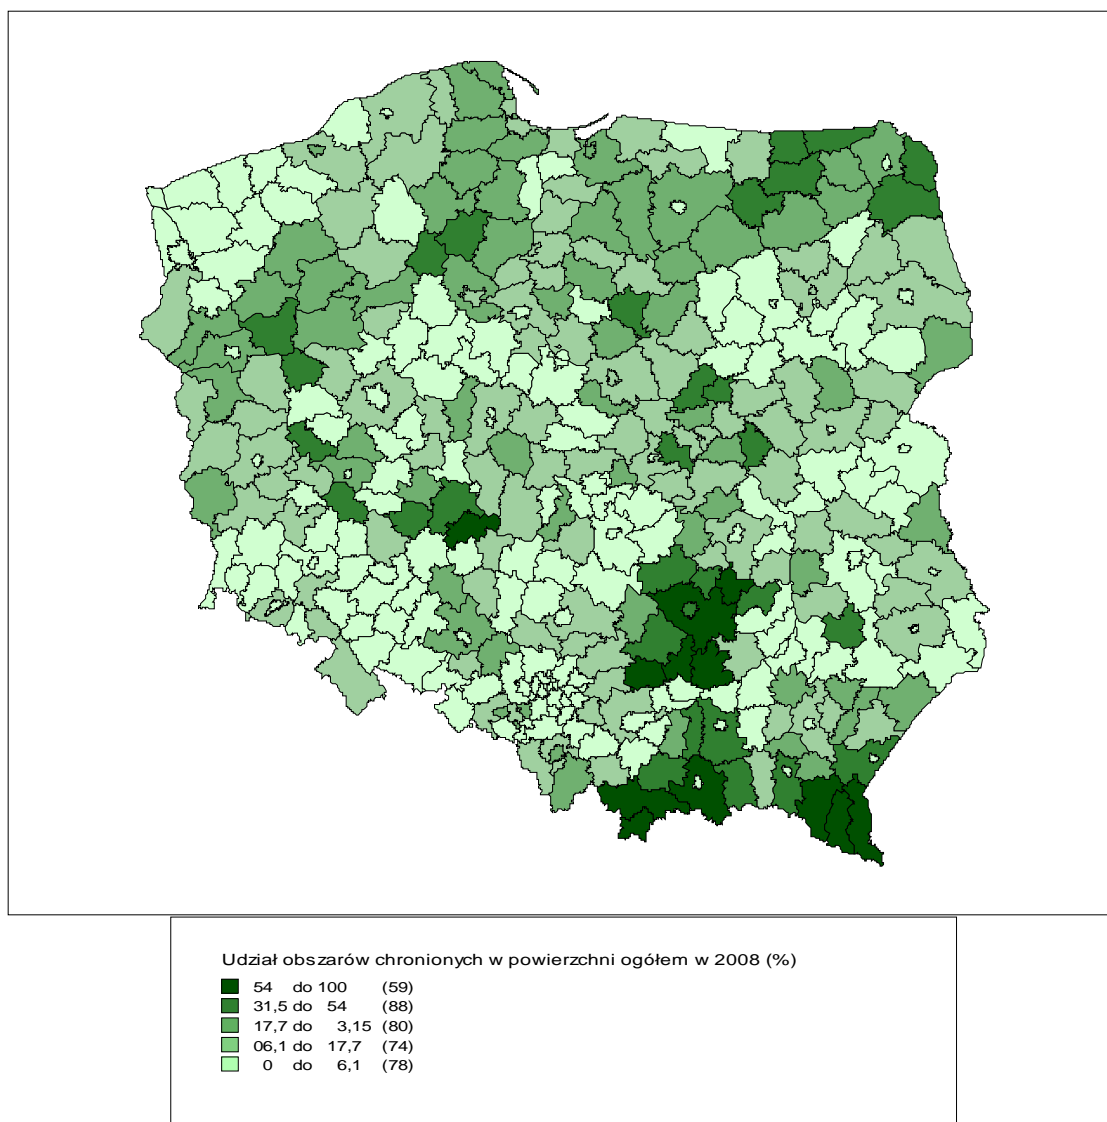 Udział obszarów chronionych w powierzchni ogółem w 2008 (%)
54 do 100 (59)
31,5 do 54 (88)
17,7 do 3,15 (80)
06,1 do 17,7 (74)
0 do 6,1 (78)